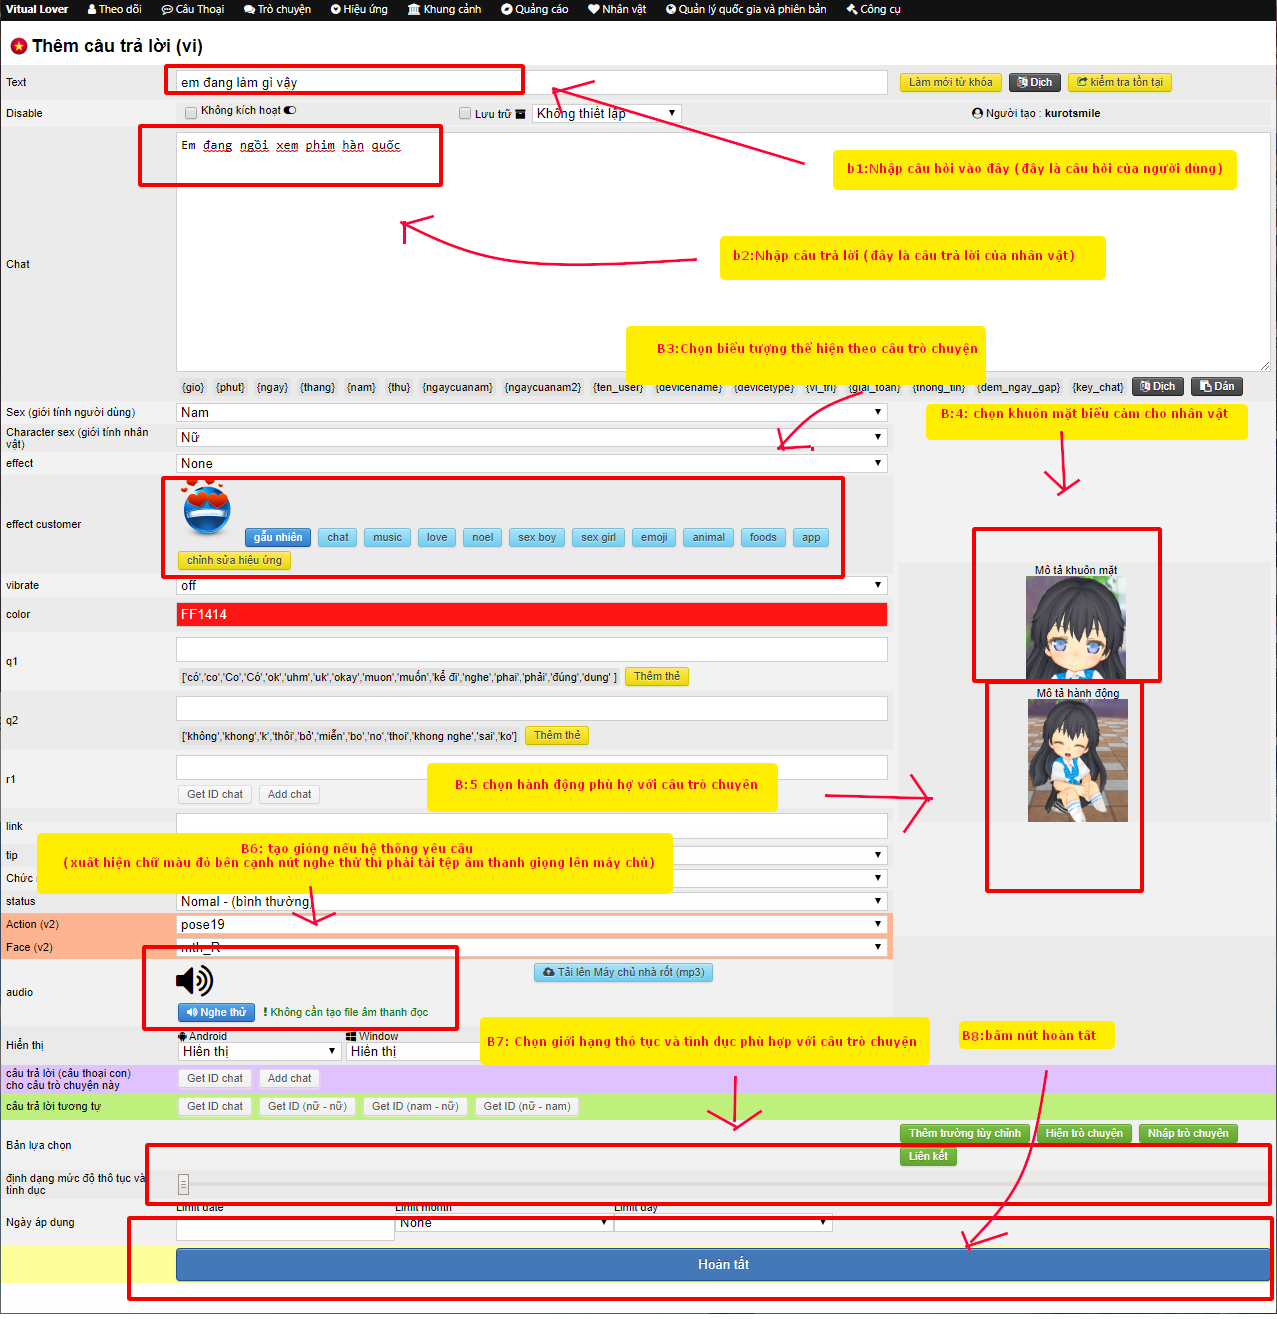 Vitual Lover Theo dõi Câu Thoại Trò chuyện Hiệu ứng Khung cảnh Quảng cáo Nhân vật Quản lý quốc gia và phiên bản Công cụ
Thêm câu trả lời (vi)
Text em đang làm gì vậy Làm mới từ khóa Dịch kiểm tra tồn tại
Disable Không kích hoạt Lưu trữ Không thiết lập Người tạo : kurotsmile
Em đang ngồi xem phim hàn quốc
b1:Nhập câu hỏi vào đây (đây là câu hỏi của người dùng)
b2:Nhập câu trả lời (đây là câu trả lời của nhân vật)
Chat
B3:Chọn biểu tượng thể hiện theo câu trò chuyện
{gio} {phut} {ngay} {thang} {nam} {thu} {ngaycuanam} {ngaycuanam2} {ten_user} {devicename} {devicetype} {vi_tri} {giai_toan} {thong_tin} {dem_ngay_gap} {key_chat} Dịch Dán
Sex (giới tính người dùng) Nam
B:4: chọn khuôn mặt biểu cảm cho nhân vật
Character sex (giới tính nhân
vật) Nữ
effect None
effect customer
gẫu nhiên chat music love noel sex boy sex girl emoji animal foods app
chỉnh sửa hiệu ứng
vibrate off
Mô tả khuôn mặt
color FF1414
q1
['có','co','Co','Có','ok','uhm','uk','okay','muon','muốn','kể đi','nghe','phai','phải','đúng','dung' ] Thêm thẻ
Mô tả hành động
q2
['không','khong','k','thôi','bỏ','miễn','bo','no','thoi','khong nghe','sai','ko'] Thêm thẻ
r1
Get ID chat Add chat
B:5 chọn hành động phù hợ với câu trò chuyên
link
B6: tạo gióng nếu hệ thông yêu câu
(xuât hiện chữ màu đỏ bên cạnh nút nghe thử thì phải tải tệp âm thanh giọng lên máy chủ)
tip
Chức
status Nomal - (bình thường)
Action (v2) pose19
Face (v2) mth_R
audio
Tải lên Máy chủ nhà rốt (mp3)
Nghe thử ! Không cần tạo file âm thanh đọc
Hiển thị Android Window
Hiên thị Hiên thị
B7: Chọn giới hạng thô tục và tình dục phù hợp với câu trò chuyện
B8:bấm nút hoàn tất
câu trả lời (câu thoại con)
cho câu trò chuyện này Get ID chat Add chat
câu trả lời tương tự Get ID chat Get ID (nữ - nữ) Get ID (nam - nữ) Get ID (nữ - nam)
Bản lựa chọn Thêm trường tùy chỉnh Hiện trò chuyện Nhập trò chuyện
Liên kết
định dạng mức độ thô tục và
tình dục
Limit date Limit month Limit day
Ngày áp dụng None
Hoàn tất